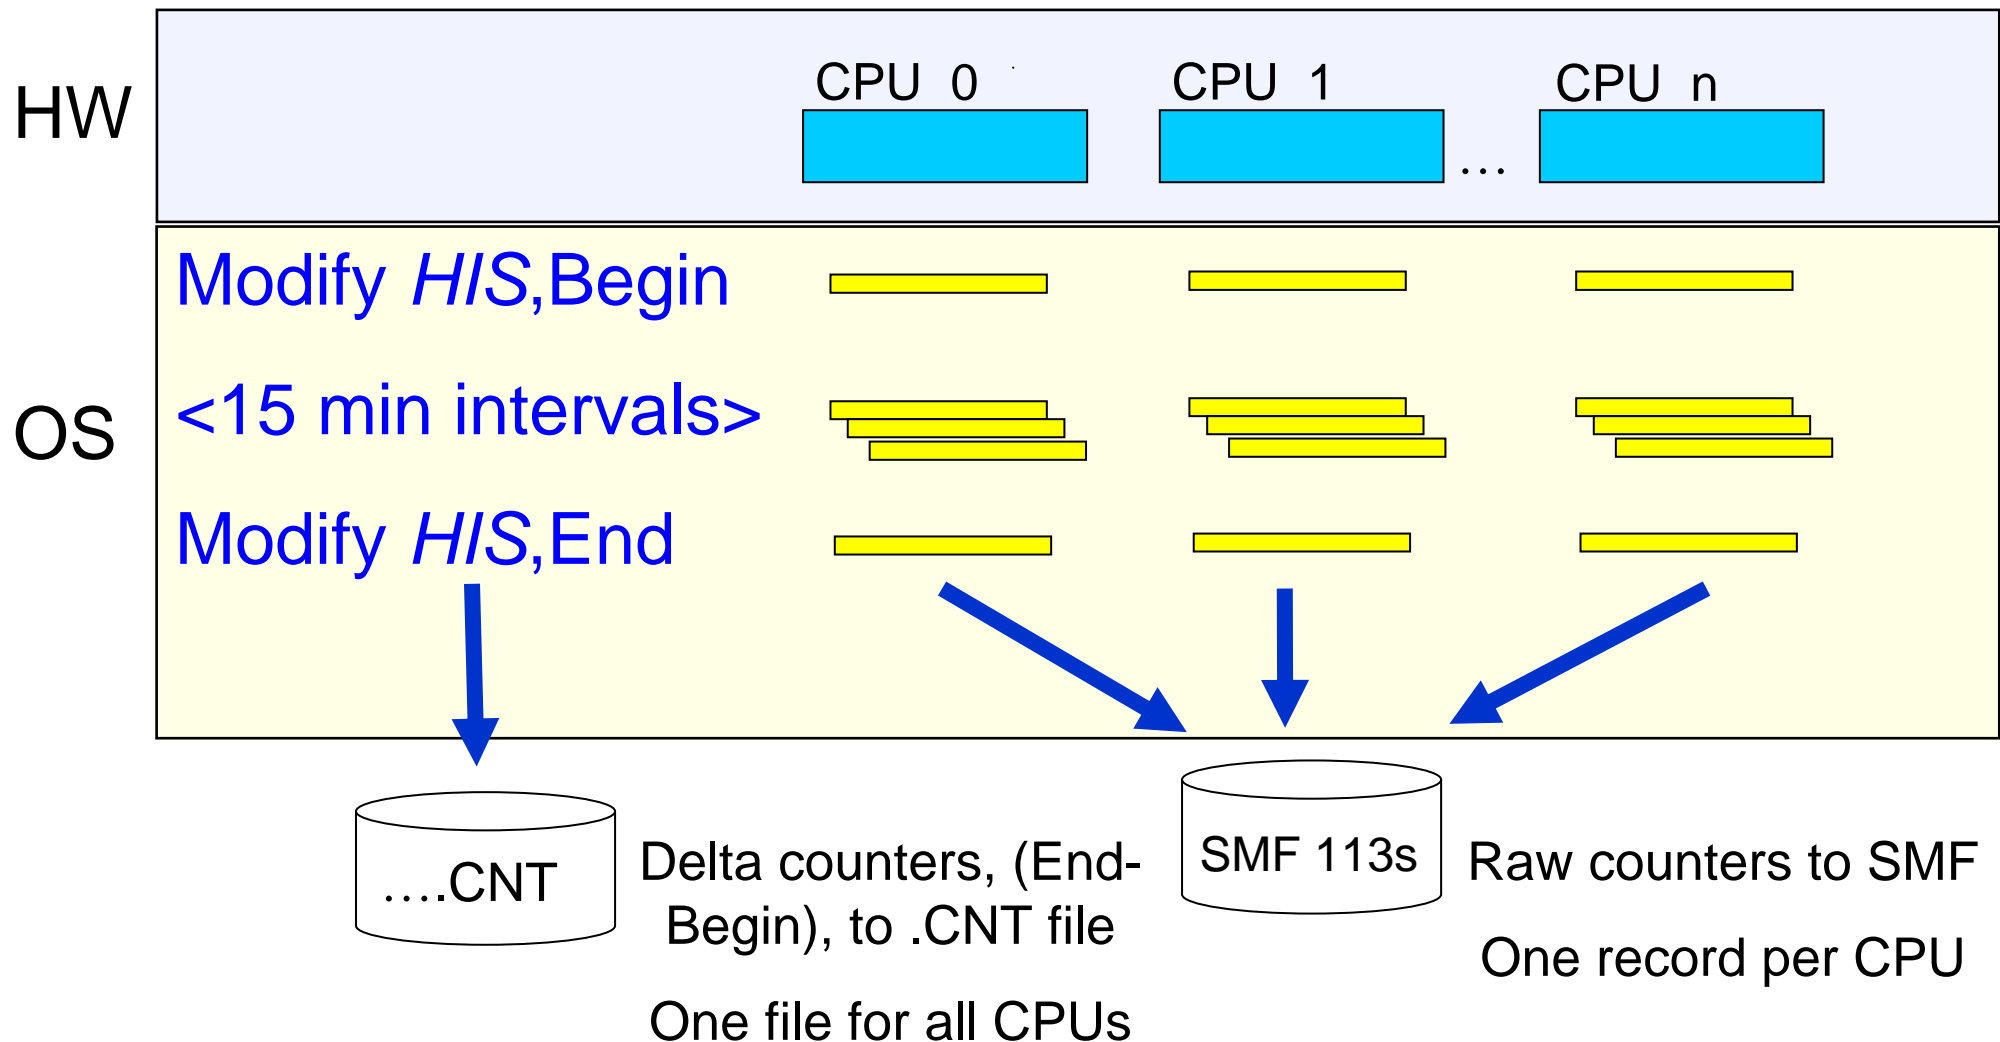 HW
CPU 0
CPU 1
CPU n
…
OS
Modify HIS,Begin
<15 min intervals>
Modify HIS,End
….CNT
Delta counters, (End-
Begin), to .CNT file
One file for all CPUs
SMF 113s
Raw counters to SMF
One record per CPU